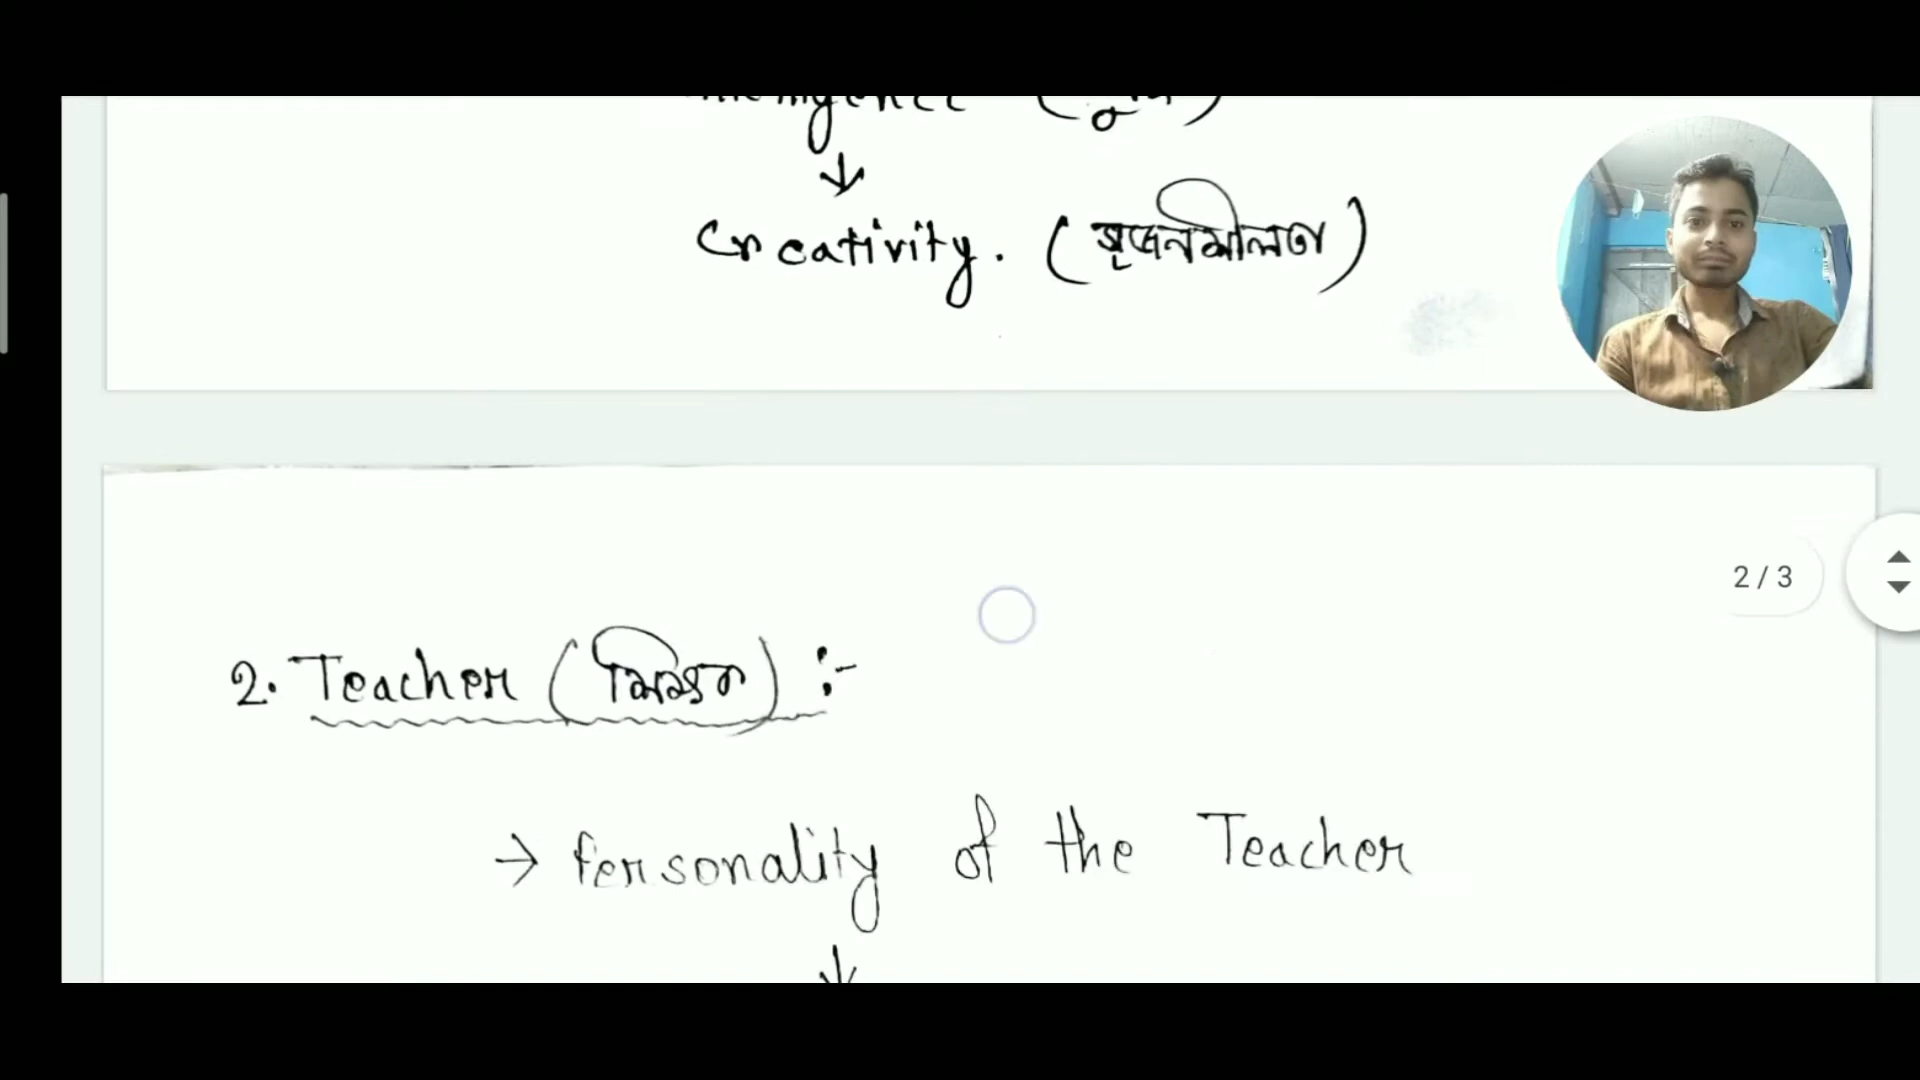 Creativity. (সৃজনশীলতা)
2 / 3
2. Teacher (শিক্ষক) :-
→ Personality of the Teacher